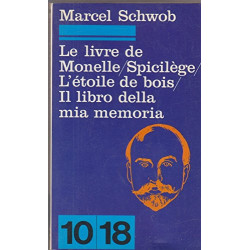 Marcel Schwob
Le livre de
Monelle/Spicilège/
L'étoile de bois/
Il libro della
mia memoria
10 18